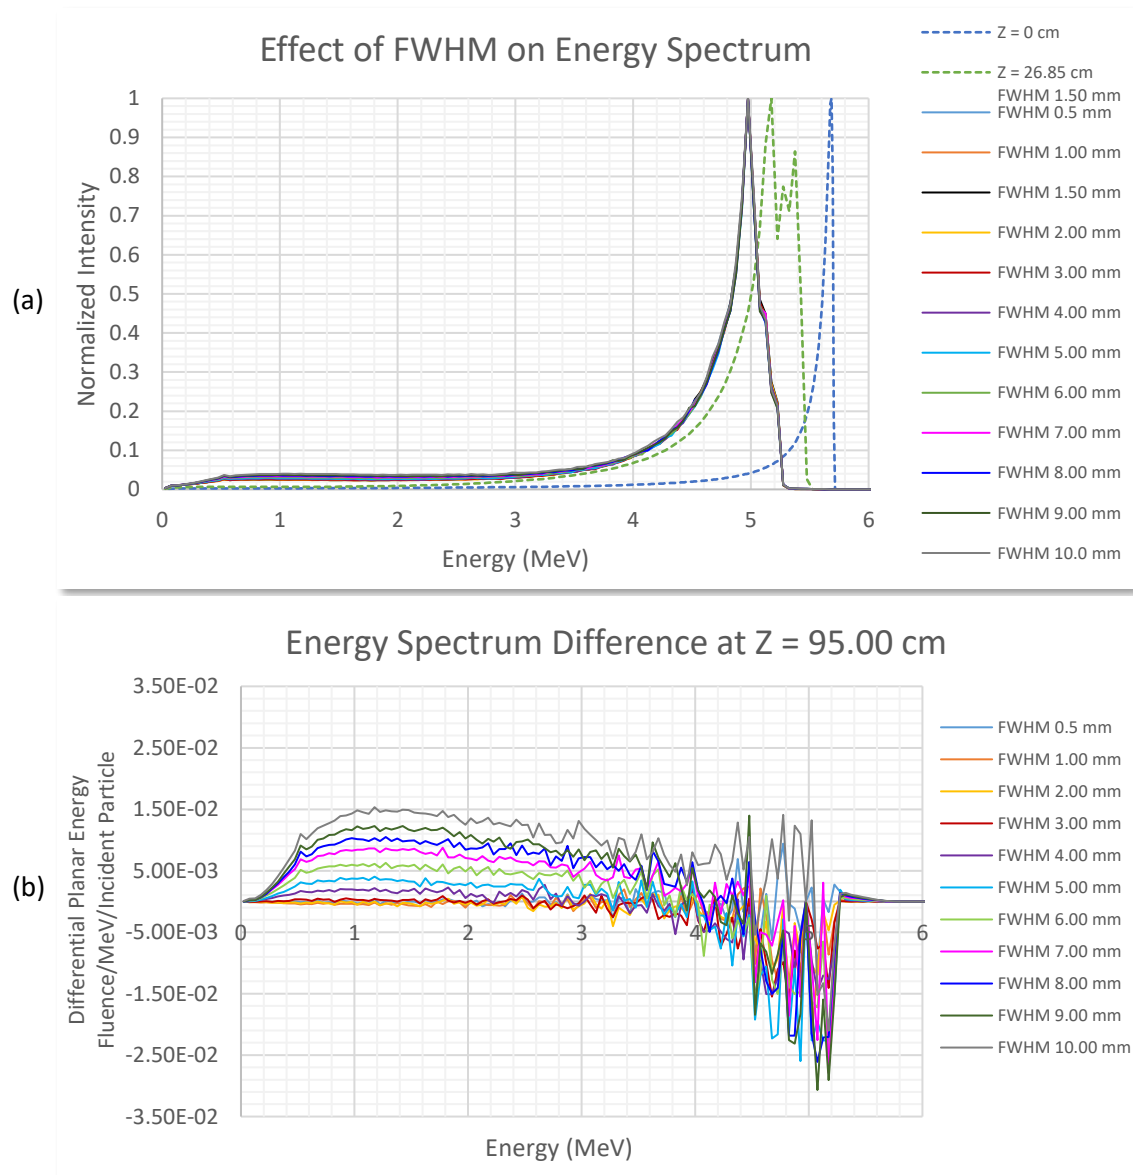 Effect of FWHM on Energy Spectrum
(a)
Normalized Intensity
1
0.9
0.8
0.7
0.6
0.5
0.4
0.3
0.2
0.1
0
0 1 2 3 4 5 6
Energy (MeV)
Z = 0 cm
Z = 26.85 cm
FWHM 1.50 mm
FWHM 0.5 mm
FWHM 1.00 mm
FWHM 1.50 mm
FWHM 2.00 mm
FWHM 3.00 mm
FWHM 4.00 mm
FWHM 5.00 mm
FWHM 6.00 mm
FWHM 7.00 mm
FWHM 8.00 mm
FWHM 9.00 mm
FWHM 10.0 mm
Energy Spectrum Difference at Z = 95.00 cm
(b)
Differential Planar Energy
Fluence/MeV/Incident Particle
3.50E-02
2.50E-02
1.50E-02
5.00E-03
-5.00E-03
-1.50E-02
-2.50E-02
-3.50E-02
0 1 2 3 4 5 6
Energy (MeV)
FWHM 0.5 mm
FWHM 1.00 mm
FWHM 2.00 mm
FWHM 3.00 mm
FWHM 4.00 mm
FWHM 5.00 mm
FWHM 6.00 mm
FWHM 7.00 mm
FWHM 8.00 mm
FWHM 9.00 mm
FWHM 10.00 mm